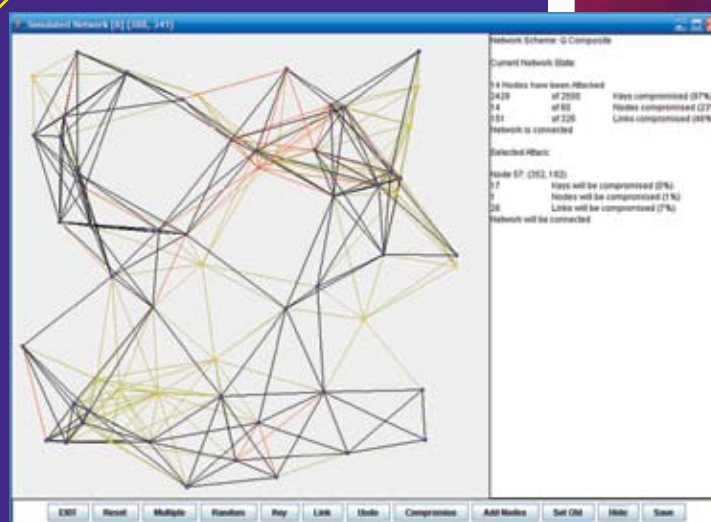 Simulated Network [0] (388, 341)
Network Scheme: Q Composite
Current Network State:
14 Nodes have been Attacked
2428 of 2500 Keys compromised (97%)
14 of 60 Nodes compromised (23%
151 of 326 Links compromised (46%
Network is connected
Selected Attack:
Node 57: (352, 182)
17 Keys will be compromised (0%)
1 Nodes will be compromised (1%)
26 Links will be compromised (7%)
Network will be connected
EXIT Reset Multiple Random Key Link Undo Compromise Add Nodes Set Old Hide Save